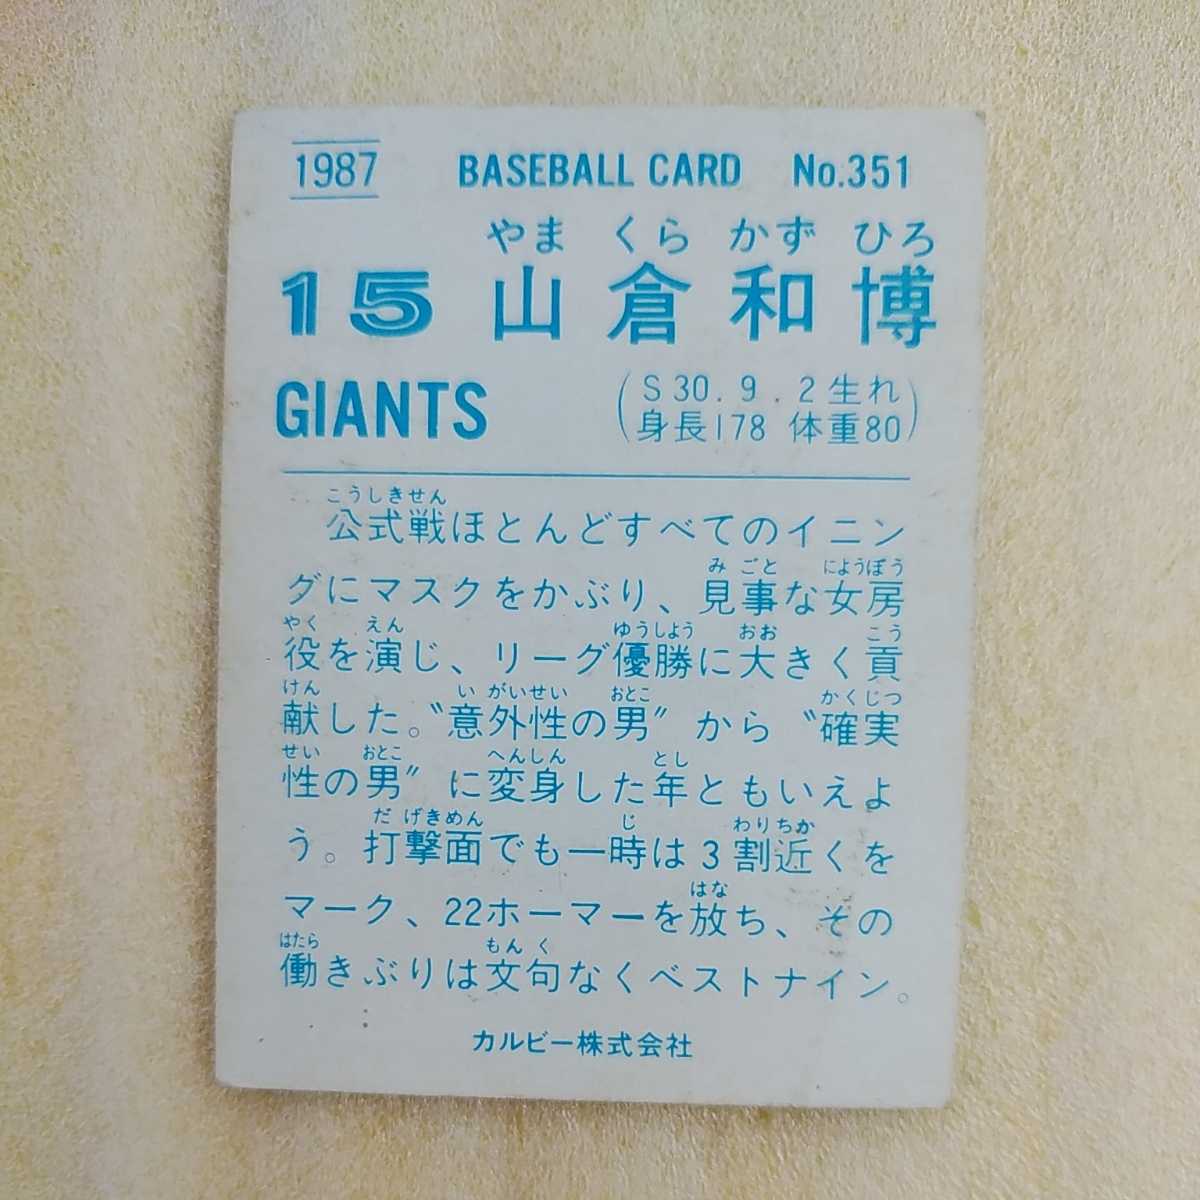 1987 BASEBALL CARD No.351
やま くら かず ひろ
15 山倉和博
GIANTS
(S30.9.2生れ
身長178 体重80)
こうしきせん
公式戦ほとんどすべてのイニン
み ごと にようぼう
グにマスクをかぶり、見事な女房
やく えん ゆうしよう おお こう
役を演じ、リーグ優勝に大きく貢
けん い がいせい おとこ かくじつ
献した。〝意外性の男〞から〝確実
せい おとこ へんしん とし
性の男〞に変身した年ともいえよ
だ げきめん じ わりちか
う。打撃面でも一時は3割近くを
はな
マーク、22ホーマーを放ち、その
はたら もん く
働きぶりは文句なくベストナイン。
カルビー株式会社